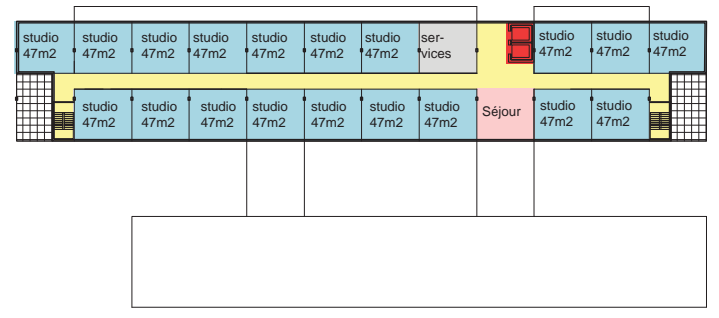 studio studio studio studio studio studio studio ser- studio studio studio
47m2 47m2 47m2 47m2 47m2 47m2 47m2 vices 47m2 47m2 47m2
studio studio studio studio studio studio studio Séjour studio studio
47m2 47m2 47m2 47m2 47m2 47m2 47m2 47m2 47m2